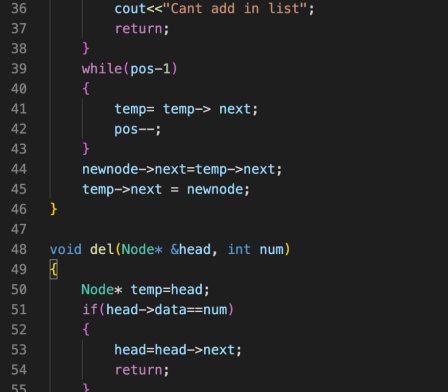 36 cout<<"Cant add in list";
37 return;
38 }
39 while(pos-1)
40 {
41 temp= temp-> next;
42 pos--;
43 }
44 newnode->next=temp->next;
45 temp->next = newnode;
46 }
47
48 void del(Node* &head, int num)
49 {
50 Node* temp=head;
51 if(head->data==num)
52 {
53 head=head->next;
54 return;
55 }